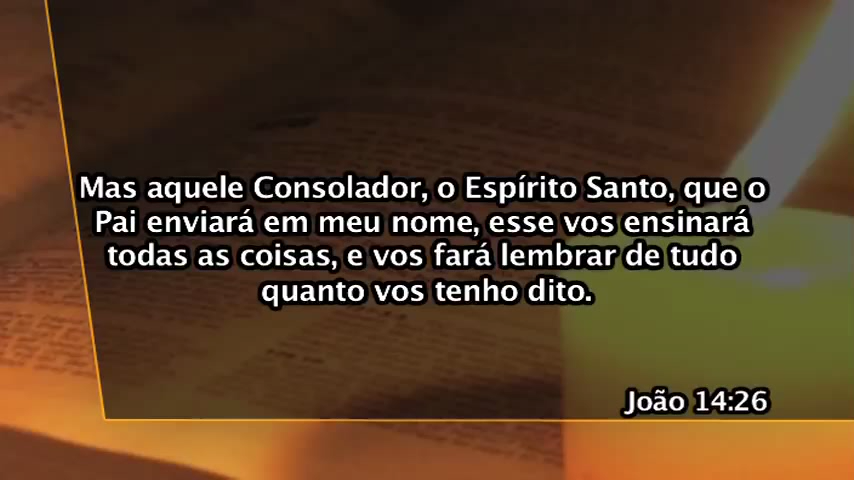 Mas aquele Consolador, o Espírito Santo, que o
Pai enviará em meu nome, esse vos ensinará
todas as coisas, e vos fará lembrar de tudo
quanto vos tenho dito.
João 14:26